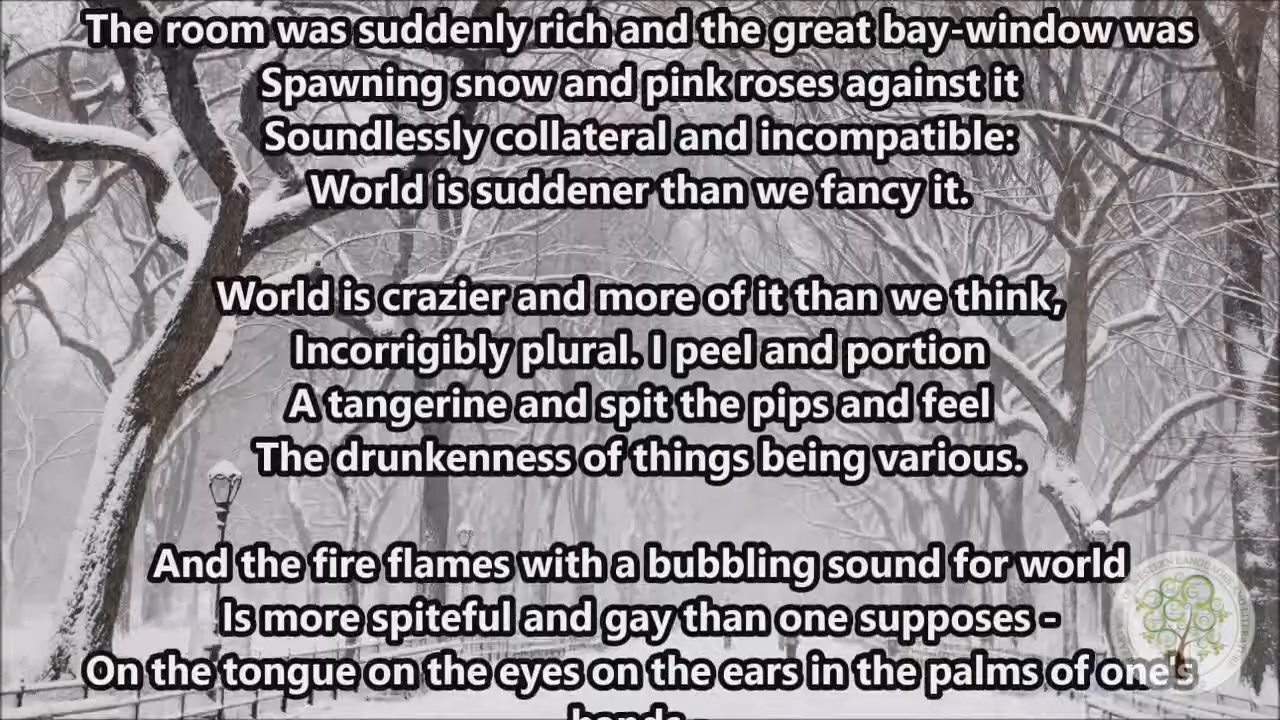 The room was suddenly rich and the great bay-window was
Spawning snow and pink roses against it
Soundlessly collateral and incompatible:
World is suddener than we fancy it.
World is crazier and more of it than we think,
Incorrigibly plural. I peel and portion
A tangerine and spit the pips and feel
The drunkenness of things being various.
And the fire flames with a bubbling sound for world
Is more spiteful and gay than one supposes -
On the tongue on the eyes on the ears in the palms of one's